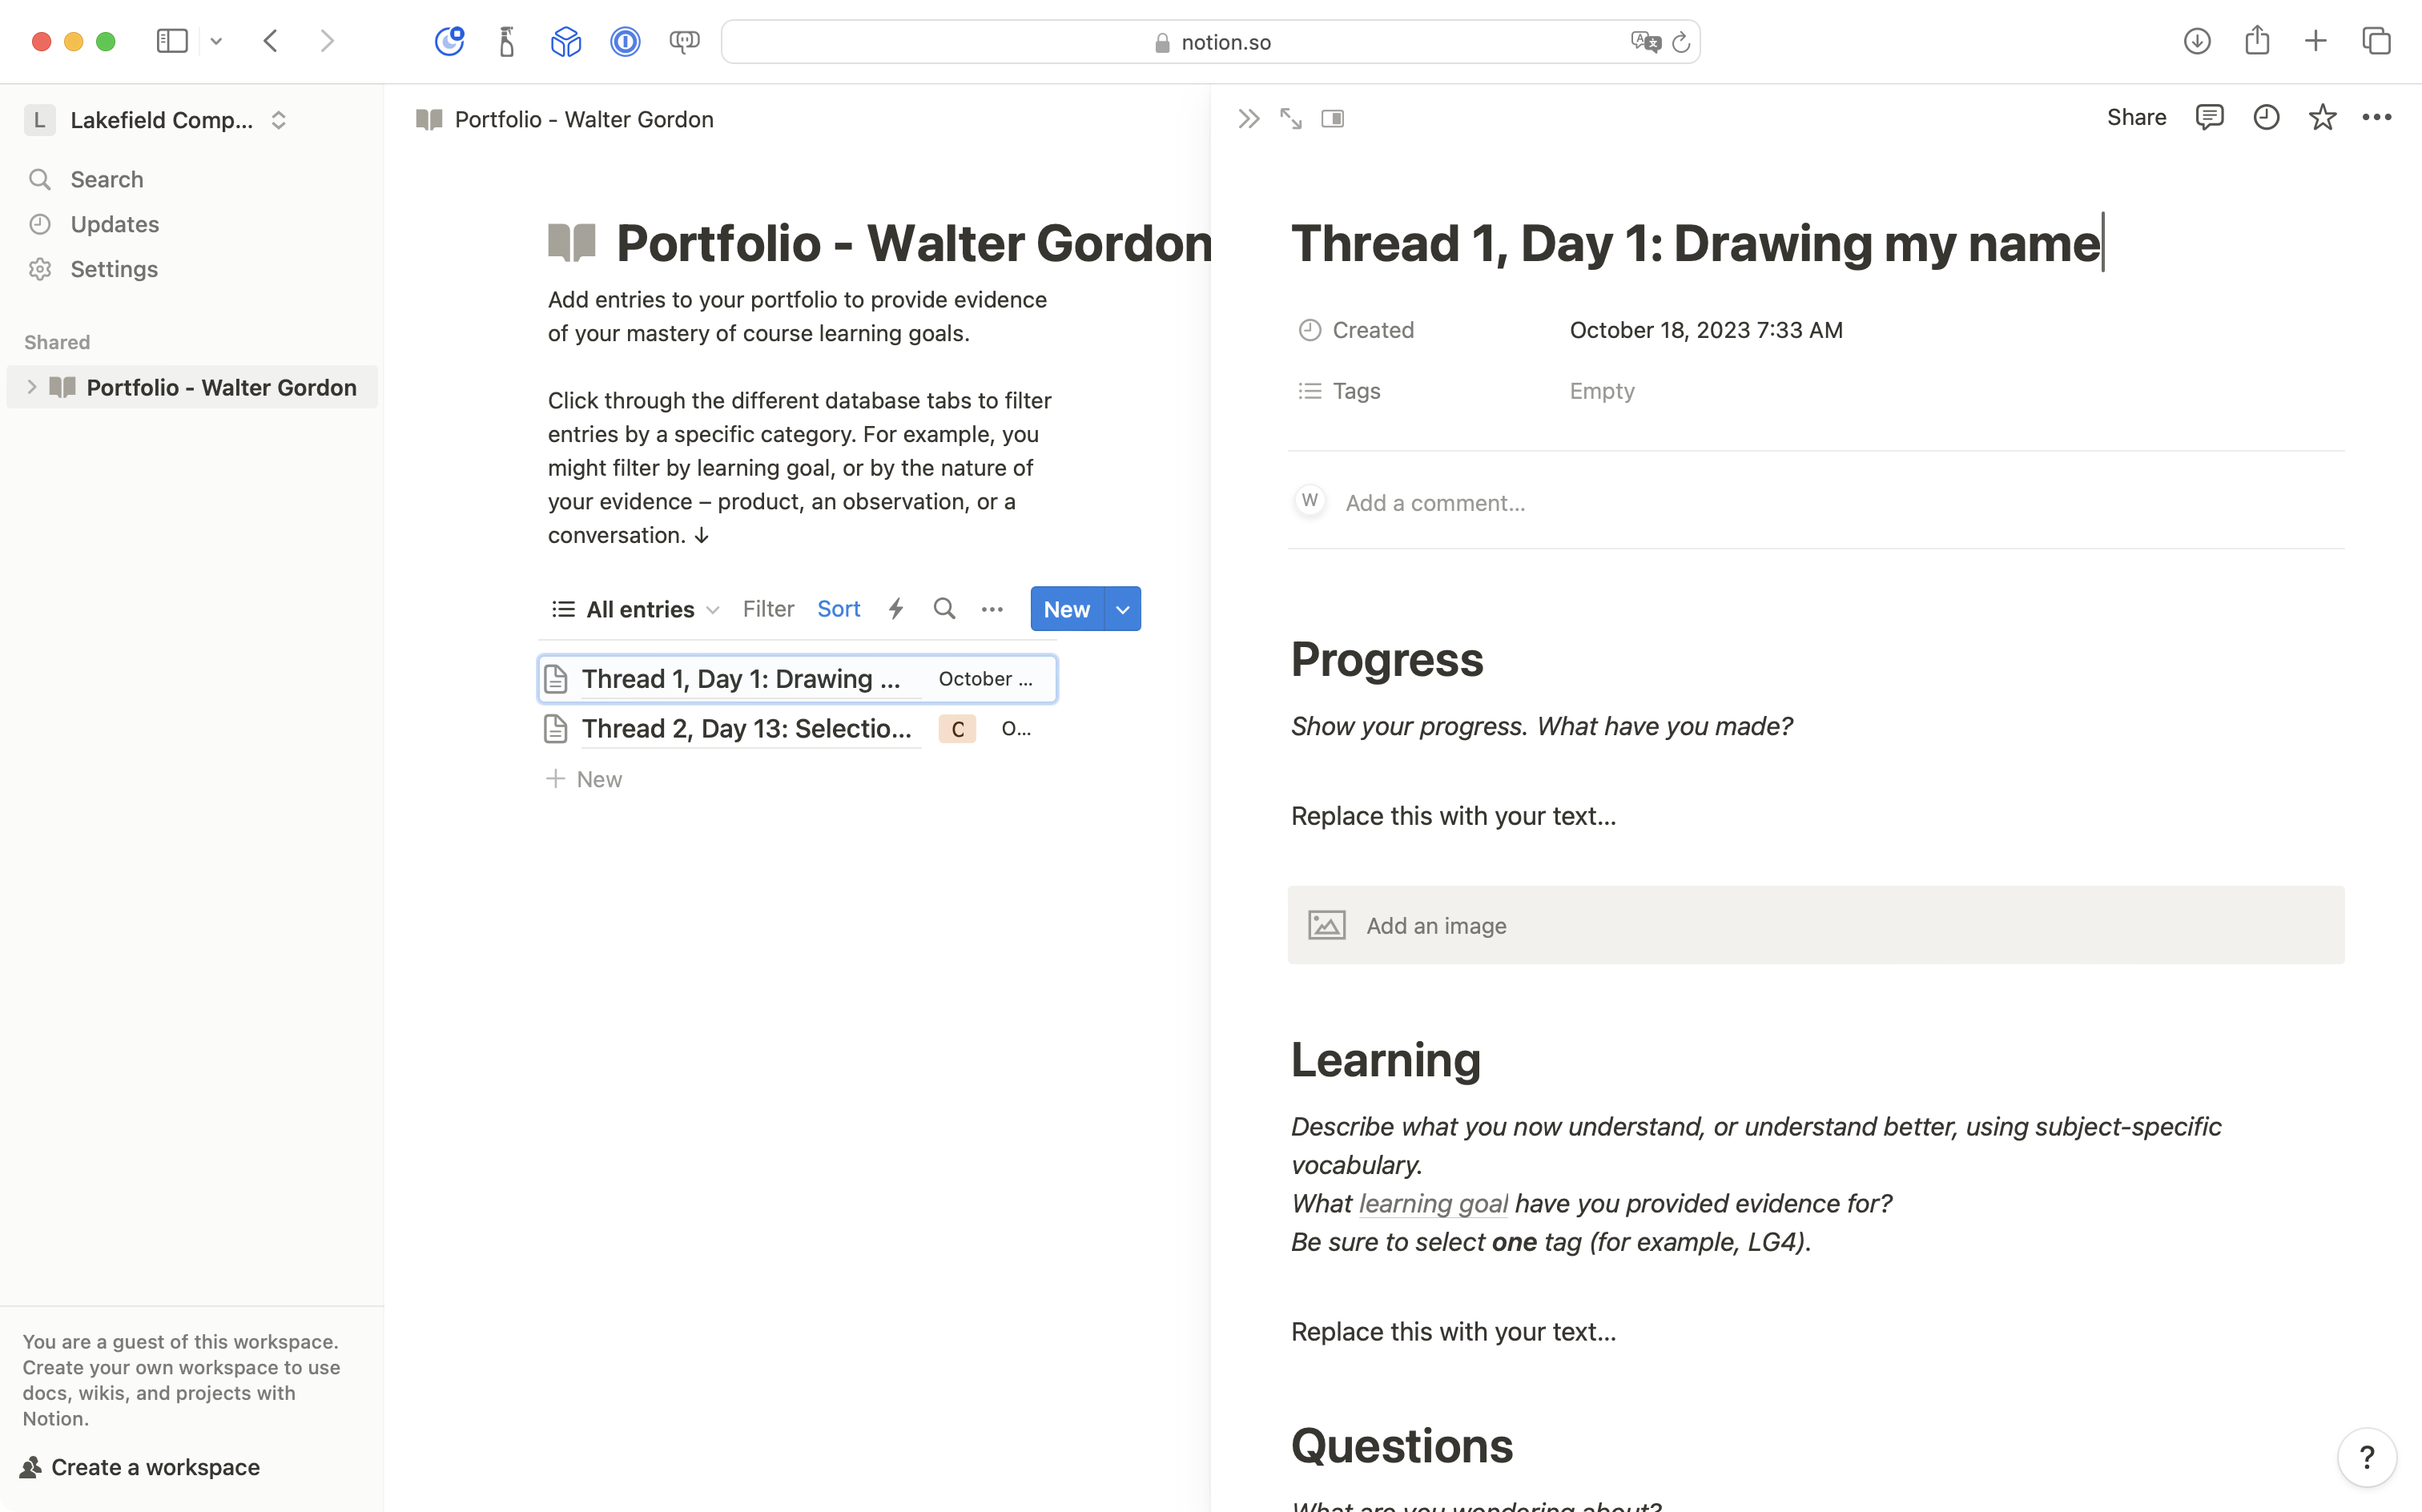 notion.so
L Lakefield Comp...
Search
Updates
Settings
Shared
Portfolio - Walter Gordon
You are a guest of this workspace.
Create your own workspace to use
docs, wikis, and projects with
Notion.
Create a workspace
Portfolio - Walter Gordon
Portfolio - Walter Gordon
Add entries to your portfolio to provide evidence
of your mastery of course learning goals.
Click through the different database tabs to filter
entries by a specific category. For example, you
might filter by learning goal, or by the nature of
your evidence – product, an observation, or a
conversation. ↓
All entries Filter Sort New
Thread 1, Day 1: Drawing ... October ...
Thread 2, Day 13: Selectio... C O...
+ New
Share
Thread 1, Day 1: Drawing my name
Created October 18, 2023 7:33 AM
Tags Empty
W Add a comment...
Progress
Show your progress. What have you made?
Replace this with your text...
Add an image
Learning
Describe what you now understand, or understand better, using subject-specific
vocabulary.
What learning goal have you provided evidence for?
Be sure to select one tag (for example, LG4).
Replace this with your text...
Questions
What are you wondering about?
?